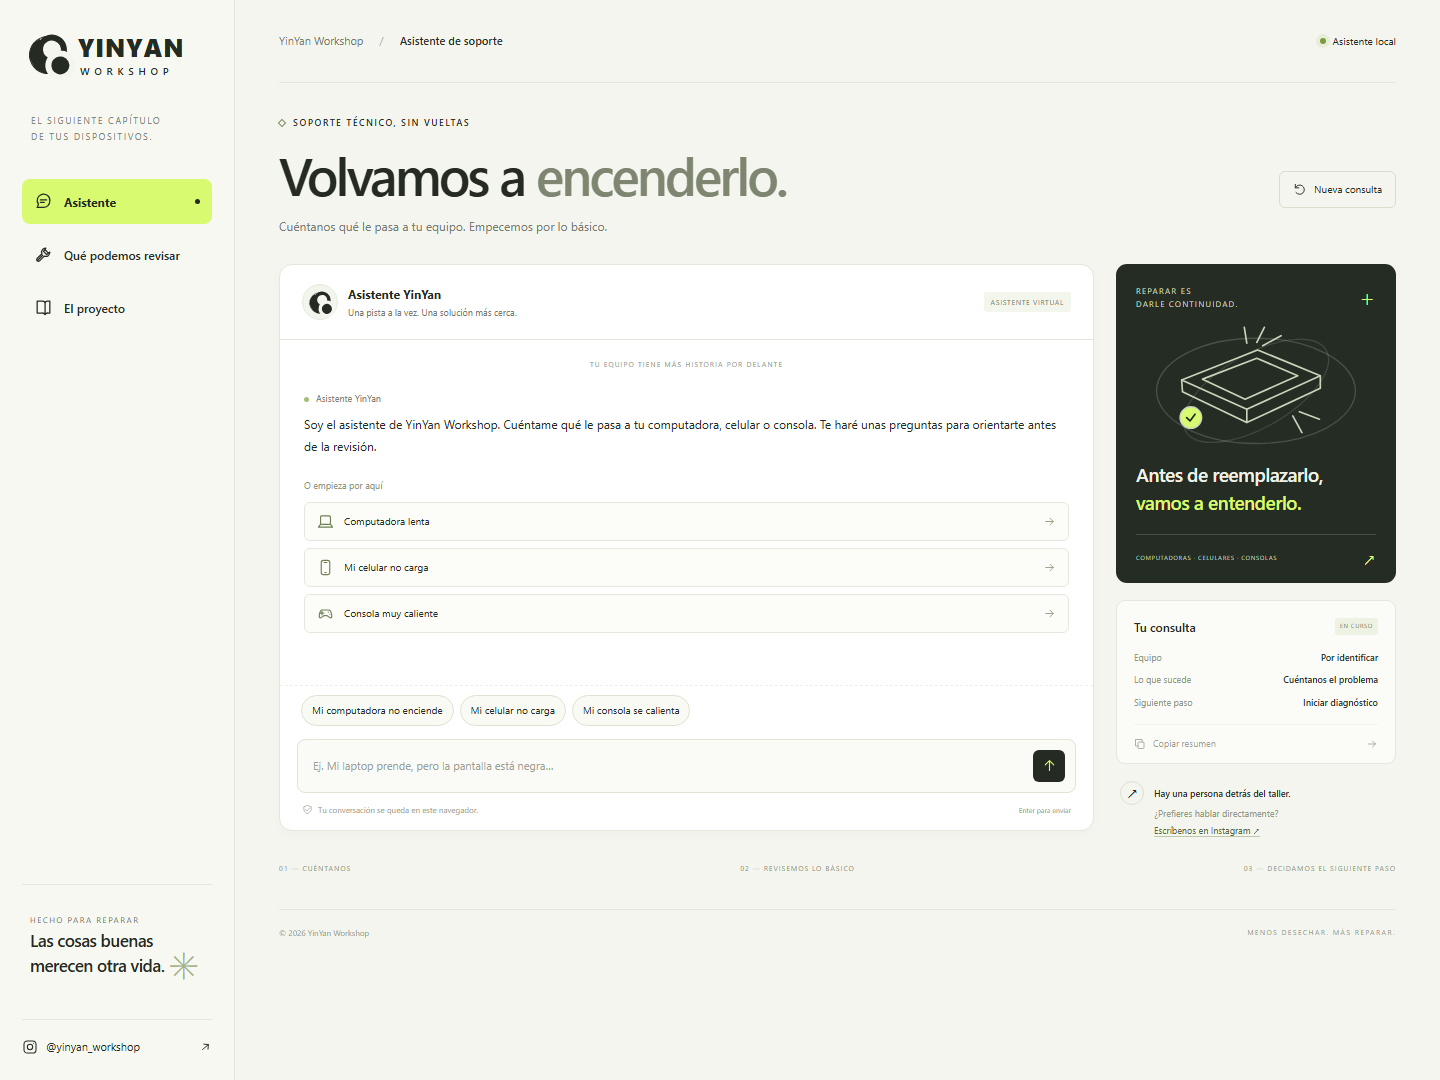 YINYAN
WORKSHOP
EL SIGUIENTE CAPÍTULO
DE TUS DISPOSITIVOS.
Asistente
Qué podemos revisar
El proyecto
HECHO PARA REPARAR
Las cosas buenas
merecen otra vida.
@yinyan_workshop
YinYan Workshop / Asistente de soporte
Asistente local
SOPORTE TÉCNICO, SIN VUELTAS
Volvamos a encenderlo.
Cuéntanos qué le pasa a tu equipo. Empecemos por lo básico.
Nueva consulta
Asistente YinYan
Una pista a la vez. Una solución más cerca.
ASISTENTE VIRTUAL
TU EQUIPO TIENE MÁS HISTORIA POR DELANTE
Asistente YinYan
Soy el asistente de YinYan Workshop. Cuéntame qué le pasa a tu computadora, celular o consola. Te haré unas preguntas para orientarte antes
de la revisión.
O empieza por aquí
Computadora lenta →
Mi celular no carga →
Consola muy caliente →
Mi computadora no enciende
Mi celular no carga
Mi consola se calienta
Ej. Mi laptop prende, pero la pantalla está negra...
Tu conversación se queda en este navegador.
Enter para enviar
REPARAR ES
DARLE CONTINUIDAD.
+
Antes de reemplazarlo,
vamos a entenderlo.
COMPUTADORAS · CELULARES · CONSOLAS ↗
Tu consulta
EN CURSO
Equipo Por identificar
Lo que sucede Cuéntanos el problema
Siguiente paso Iniciar diagnóstico
Copiar resumen →
↗ Hay una persona detrás del taller.
¿Prefieres hablar directamente?
Escríbenos en Instagram ↗
01 — CUÉNTANOS
02 — REVISEMOS LO BÁSICO
03 — DECIDAMOS EL SIGUIENTE PASO
© 2026 YinYan Workshop
MENOS DESECHAR. MÁS REPARAR.